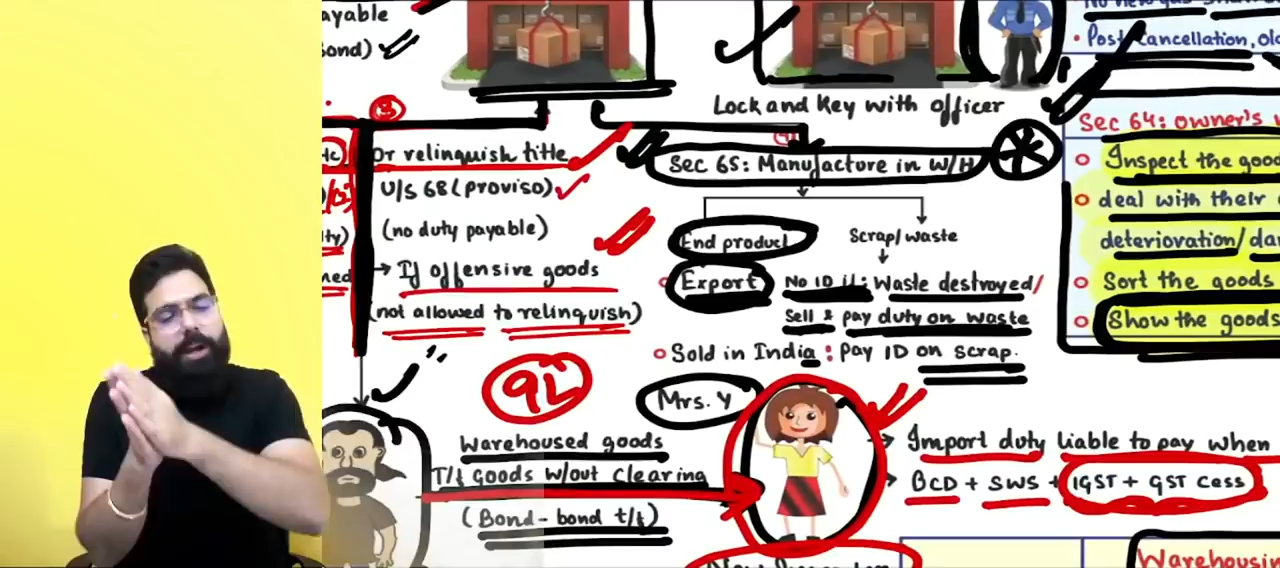 ayable
Bond)
3
Or relinquish title
U/s 68 (proviso)
(no duty payable)
→ If offensive goods
(not allowed to relinquish)
Lock and Key with officer
Sec 65: Manufacture in W/H
End product
Scrap/waste
Export
No ID if: Waste destroyed/
Sell & pay duty on waste
Sold in India: Pay ID on scrap.
Post Cancellation, old
Sec 64: owner's
Inspect the good
deal with their
deterioration/da
Sort the goods
Show the goods
9L
Mrs. Y
Warehoused goods
T/f goods w/out clearing
(Bond-bond t/f)
→ Import duty liable to pay when
→ BCD + SWS + IGST + GST Cess
Warehousin